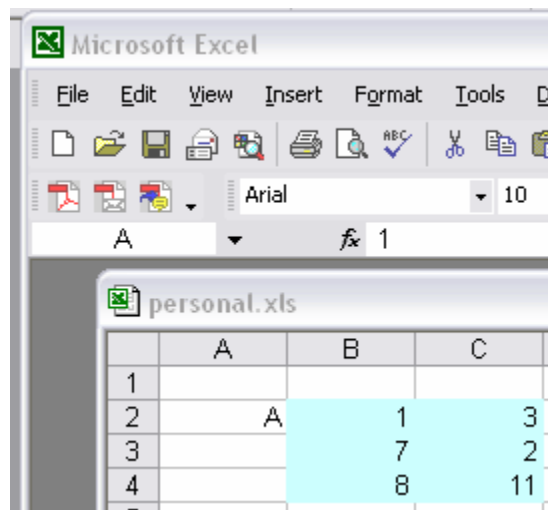 Microsoft Excel
File Edit View Insert Format Tools D
ABC
Arial 10
A fx 1
personal.xls
A B C
1
2 A 1 3
3 7 2
4 8 11